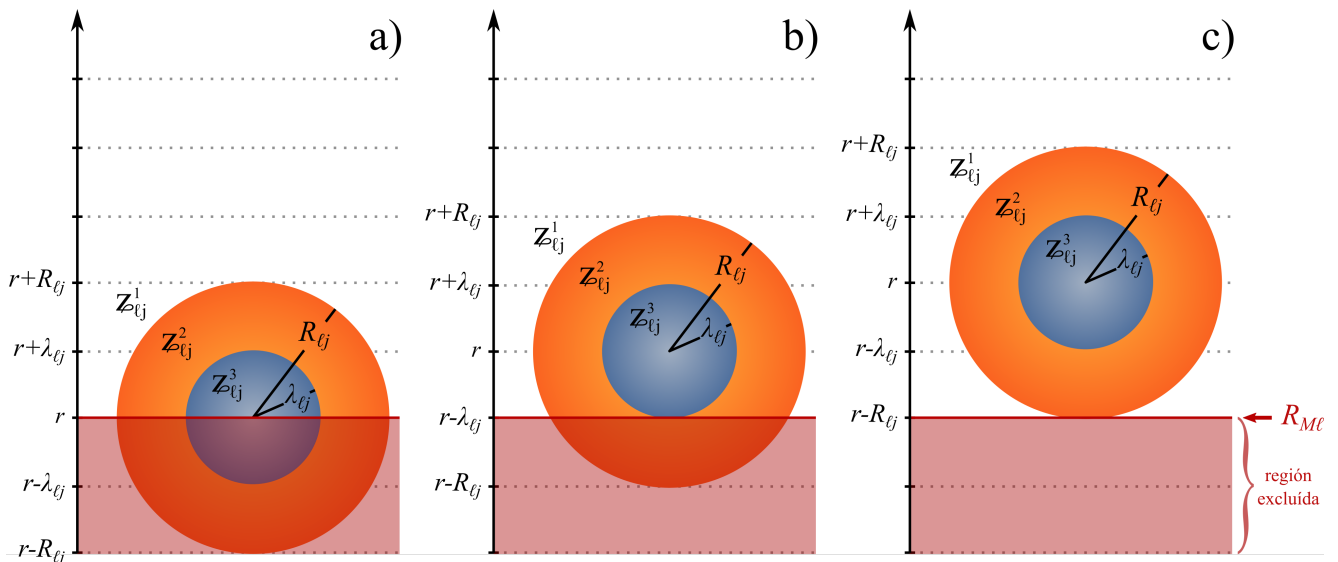 a)
r+Rℓj
r+λℓj
r
r-λℓj
r-Rℓj
ℤ¹ℓj
ℤ²ℓj
ℤ³ℓj
Rℓj
λℓj
b)
r+Rℓj
r+λℓj
r
r-λℓj
r-Rℓj
ℤ¹ℓj
ℤ²ℓj
ℤ³ℓj
Rℓj
λℓj
c)
r+Rℓj
r+λℓj
r
r-λℓj
r-Rℓj
ℤ¹ℓj
ℤ²ℓj
ℤ³ℓj
Rℓj
λℓj
RMℓ
región
excluída